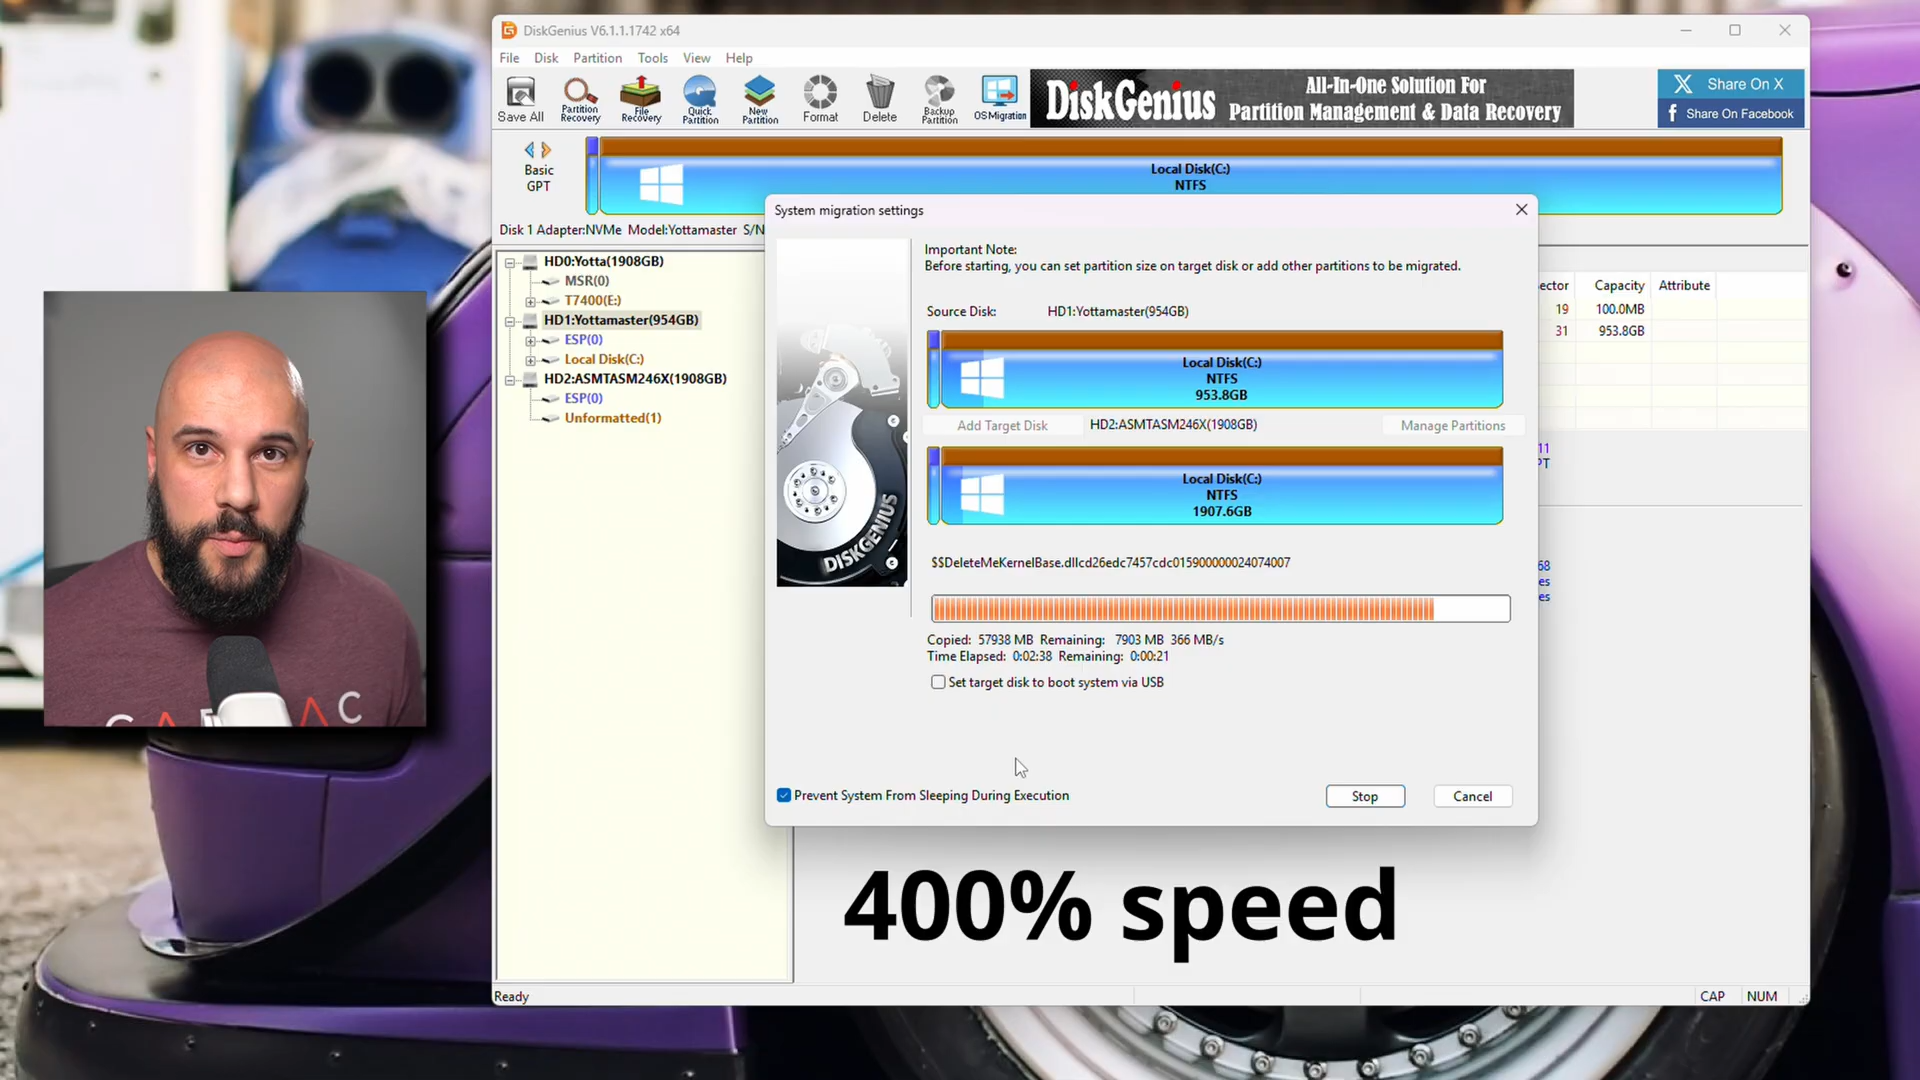 DiskGenius V6.1.1.1742 x64
File Disk Partition Tools View Help
Save All
Partition Recovery
File Recovery
Quick Partition
New Partition
Format
Delete
Backup Partition
OS Migration
DiskGenius
All-In-One Solution For
Partition Management & Data Recovery
Share On X
Share On Facebook
Basic
GPT
Local Disk(C:)
NTFS
Disk 1 Adapter:NVMe Model:Yottamaster S/N
HD0:Yotta(1908GB)
MSR(0)
T7400(E:)
HD1:Yottamaster(954GB)
ESP(0)
Local Disk(C:)
HD2:ASMTASM246X(1908GB)
ESP(0)
Unformatted(1)
System migration settings
Important Note:
Before starting, you can set partition size on target disk or add other partitions to be migrated.
Source Disk: HD1:Yottamaster(954GB)
Local Disk(C:)
NTFS
953.8GB
Add Target Disk HD2:ASMTASM246X(1908GB) Manage Partitions
Local Disk(C:)
NTFS
1907.6GB
DISKGENIUS
$$DeleteMeKernelBase.dllcd26edc7457cdc015900000024074007
Copied: 57938 MB Remaining: 7903 MB 366 MB/s
Time Elapsed: 0:02:38 Remaining: 0:00:21
Set target disk to boot system via USB
Prevent System From Sleeping During Execution
Stop
Cancel
ector Capacity Attribute
19 100.0MB
31 953.8GB
11
PT
68
es
es
400% speed
Ready
CAP NUM